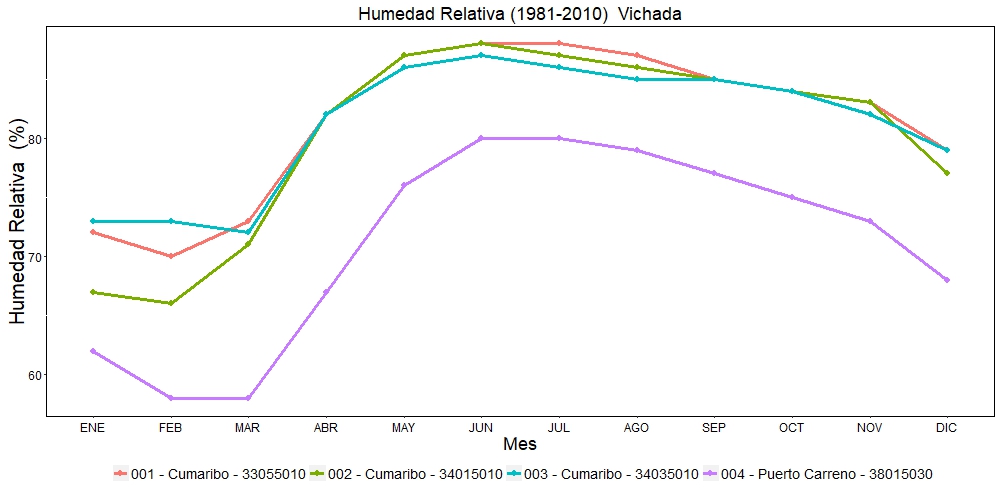 Humedad Relativa (1981-2010)  Vichada
Humedad Relativa  (%)
80
70
60
ENE FEB MAR ABR MAY JUN JUL AGO SEP OCT NOV DIC
Mes
001 - Cumaribo - 33055010 002 - Cumaribo - 34015010 003 - Cumaribo - 34035010 004 - Puerto Carreno - 38015030